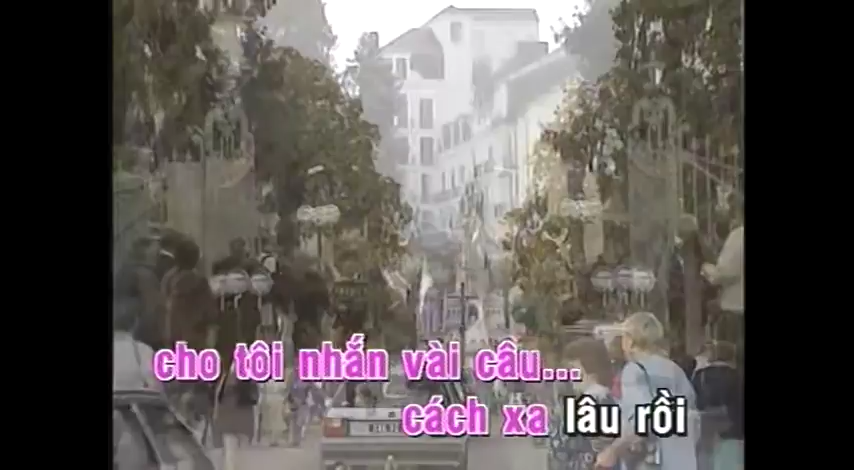 cho tôi nhắn vài câu...
cách xa lâu rồi